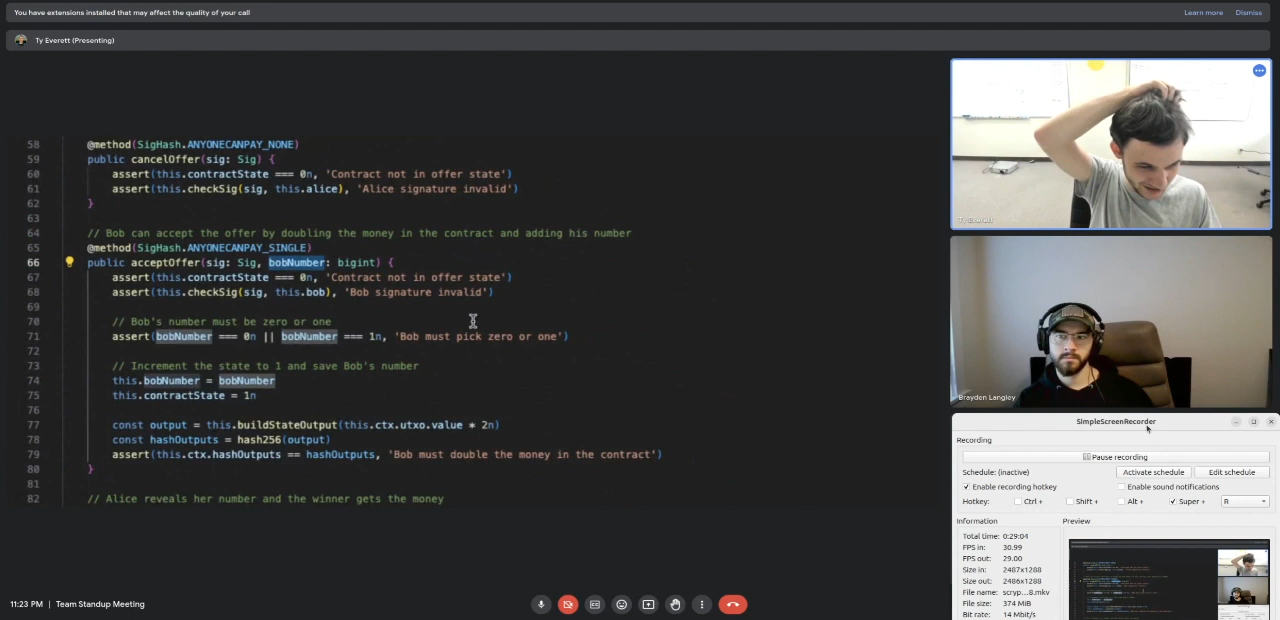 You have extensions installed that may affect the quality of your call
Learn more
Dismiss
Ty Everett (Presenting)
58 @method(SigHash.ANYONECANPAY_NONE)
59 public cancelOffer(sig: Sig) {
60 assert(this.contractState === 0n, 'Contract not in offer state')
61 assert(this.checkSig(sig, this.alice), 'Alice signature invalid')
62 }
63
64 // Bob can accept the offer by doubling the money in the contract and adding his number
65 @method(SigHash.ANYONECANPAY_SINGLE)
66 public acceptOffer(sig: Sig, bobNumber: bigint) {
67 assert(this.contractState === 0n, 'Contract not in offer state')
68 assert(this.checkSig(sig, this.bob), 'Bob signature invalid')
69
70 // Bob's number must be zero or one
71 assert(bobNumber === 0n || bobNumber === 1n, 'Bob must pick zero or one')
72
73 // Increment the state to 1 and save Bob's number
74 this.bobNumber = bobNumber
75 this.contractState = 1n
76
77 const output = this.buildStateOutput(this.ctx.utxo.value * 2n)
78 const hashOutputs = hash256(output)
79 assert(this.ctx.hashOutputs == hashOutputs, 'Bob must double the money in the contract')
80 }
81
82 // Alice reveals her number and the winner gets the money
Ty Everett
Brayden Langley
SimpleScreenRecorder
Recording
Pause recording
Schedule: (inactive)
Activate schedule
Edit schedule
Enable recording hotkey
Enable sound notifications
Hotkey:
Ctrl +
Shift +
Alt +
Super +
R
Information
Total time: 0:29:04
FPS in: 30.99
FPS out: 29.00
Size in: 2487x1288
Size out: 2486x1288
File name: scryp...8.mkv
File size: 374 MiB
Bit rate: 14 Mbit/s
Preview
11:23 PM | Team Standup Meeting